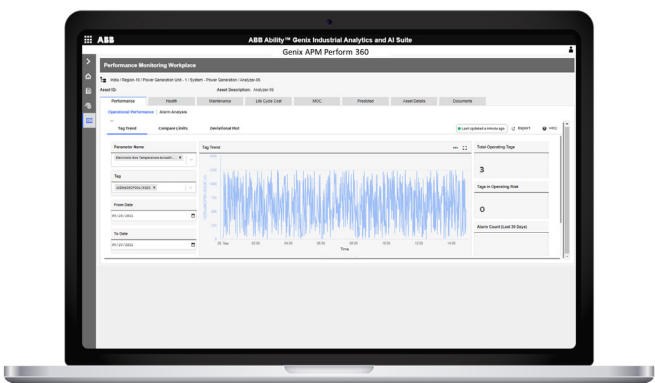 ABB
ABB Ability™ Genix Industrial Analytics and AI Suite
Genix APM Perform 360
Performance Monitoring Workplace
India / Region-10 / Power Generation Unit - 1 / System - Power Generation / Analyzer-05
Asset ID:
Asset Description: Analyzer-05
Performance
Health
Maintenance
Life Cycle Cost
MOC
Predicted
Asset Details
Documents
Operational Performance | Alarm Analysis
Tag Trend
Compare Limits
Deviational Plot
Last Updated a minute ago
Export
Parameter Name
Tag
From Date
To Date
Tag Trend
Time
Total Operating Tags
3
Tags in Operating Risk
0
Alarm Count (Last 30 Days)